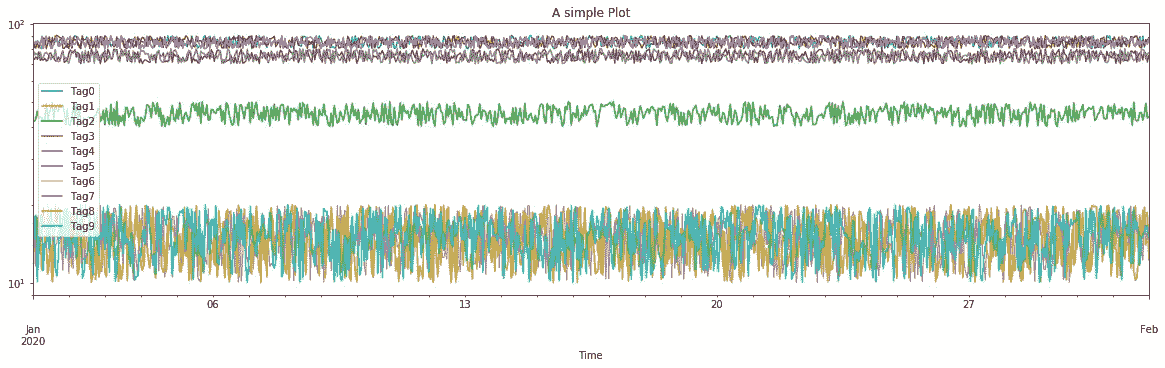 A simple Plot
10²
Tag0
Tag1
Tag2
Tag3
Tag4
Tag5
Tag6
Tag7
Tag8
Tag9
10¹
06
13
20
27
Jan
2020
Feb
Time